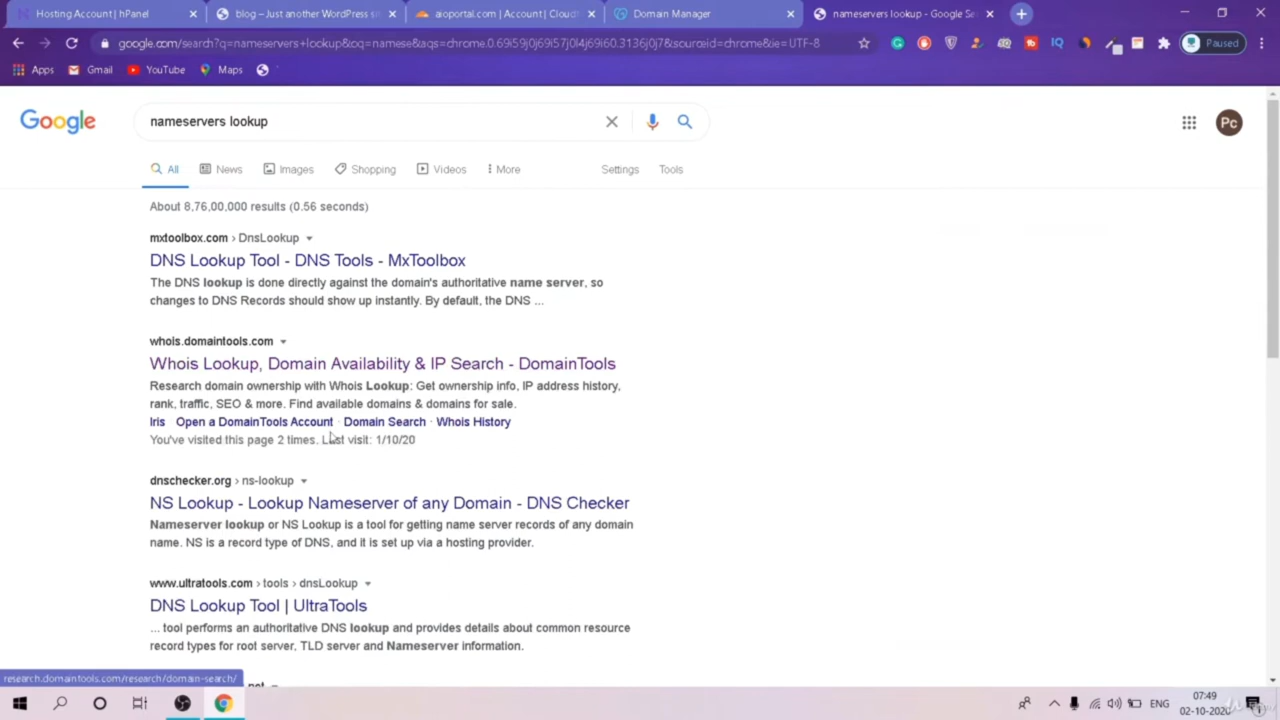 Hosting Account | hPanel
blog – Just another WordPress si
aioportal.com | Account | Cloudf
Domain Manager
nameservers lookup - Google Sea
google.com/search?q=nameservers+lookup&oq=namese&aqs=chrome.0.69i59j0l69i57j0l4j69i60.3136j0j7&sourceid=chrome&ie=UTF-8
Paused
Apps Gmail YouTube Maps
Google
nameservers lookup
Pc
All News Images Shopping Videos More Settings Tools
About 8,76,00,000 results (0.56 seconds)
mxtoolbox.com › DnsLookup
DNS Lookup Tool - DNS Tools - MxToolbox
The DNS lookup is done directly against the domain's authoritative name server, so
changes to DNS Records should show up instantly. By default, the DNS ...
whois.domaintools.com
Whois Lookup, Domain Availability & IP Search - DomainTools
Research domain ownership with Whois Lookup: Get ownership info, IP address history,
rank, traffic, SEO & more. Find available domains & domains for sale.
Iris Open a DomainTools Account · Domain Search · Whois History
You've visited this page 2 times. Last visit: 1/10/20
dnschecker.org › ns-lookup
NS Lookup - Lookup Nameserver of any Domain - DNS Checker
Nameserver lookup or NS Lookup is a tool for getting name server records of any domain
name. NS is a record type of DNS, and it is set up via a hosting provider.
www.ultratools.com › tools › dnsLookup
DNS Lookup Tool | UltraTools
... tool performs an authoritative DNS lookup and provides details about common resource
record types for root server, TLD server and Nameserver information.
research.domaintools.com/research/domain-search/
ENG
07:49
02-10-2020